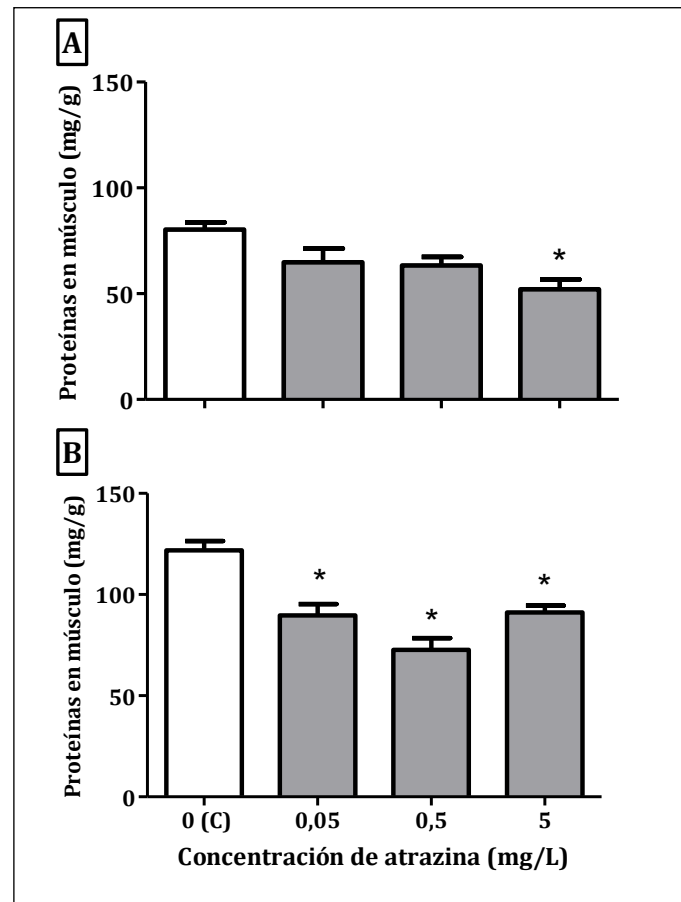 A
Proteínas en músculo (mg/g)
150
100
50
0
*
B
Proteínas en músculo (mg/g)
150
100
50
0
*
*
*
0 (C) 0,05 0,5 5
Concentración de atrazina (mg/L)